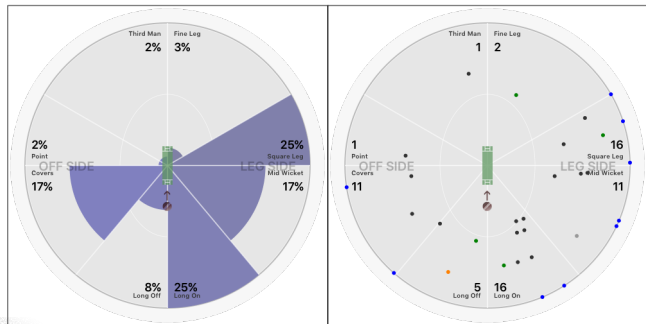 Third Man Fine Leg
2% 3%
2%
Point
OFF SIDE
Covers
17%
25%
Square Leg
LEG SIDE
Mid Wicket
17%
8% 25%
Long Off Long On
Third Man Fine Leg
1 2
1
Point
OFF SIDE
Covers
11
16
Square Leg
LEG SIDE
Mid Wicket
11
5 16
Long Off Long On